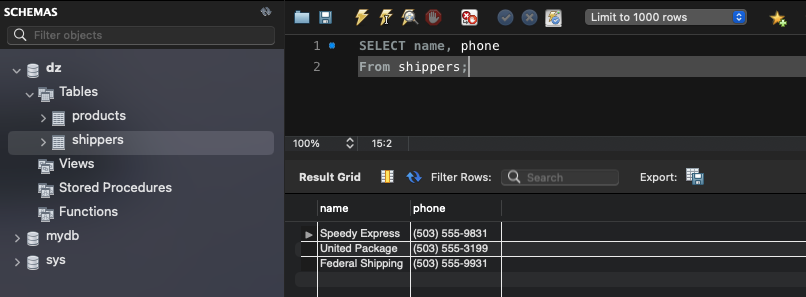 SCHEMAS
Filter objects
dz
Tables
products
shippers
Views
Stored Procedures
Functions
mydb
sys
Limit to 1000 rows
1 SELECT name, phone
2 From shippers;
100% 15:2
Result Grid Filter Rows: Search Export:
name phone
Speedy Express (503) 555-9831
United Package (503) 555-3199
Federal Shipping (503) 555-9931